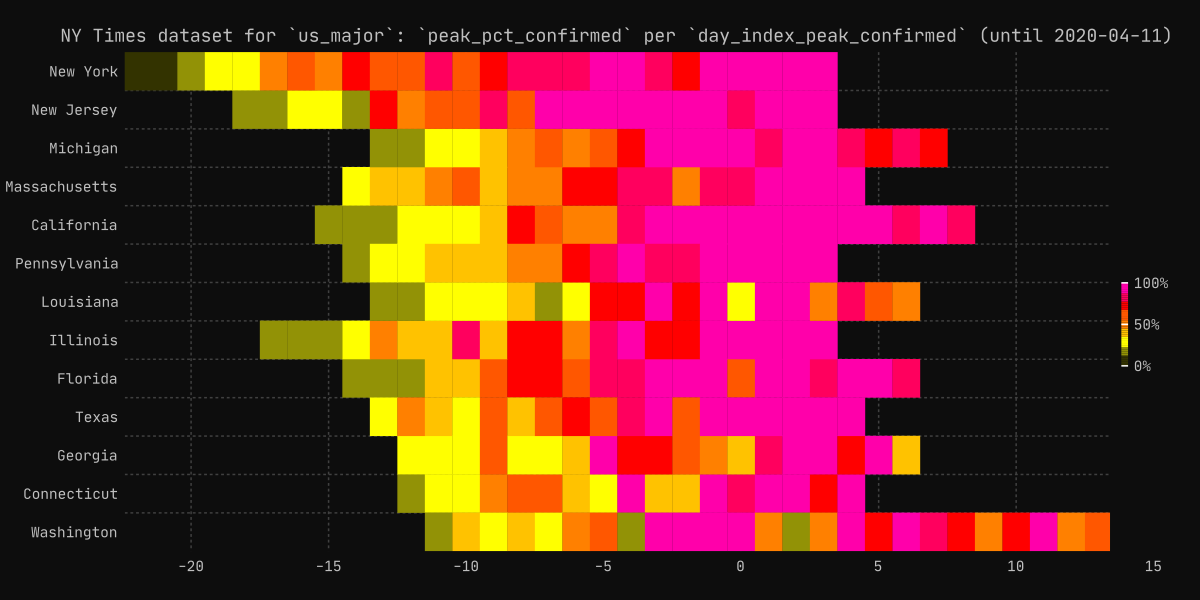 NY Times dataset for `us_major`: `peak_pct_confirmed` per `day_index_peak_confirmed` (until 2020-04-11)
New York
New Jersey
Michigan
Massachusetts
California
Pennsylvania
Louisiana
Illinois
Florida
Texas
Georgia
Connecticut
Washington
100%
50%
0%
−20 −15 −10 −5 0 5 10 15